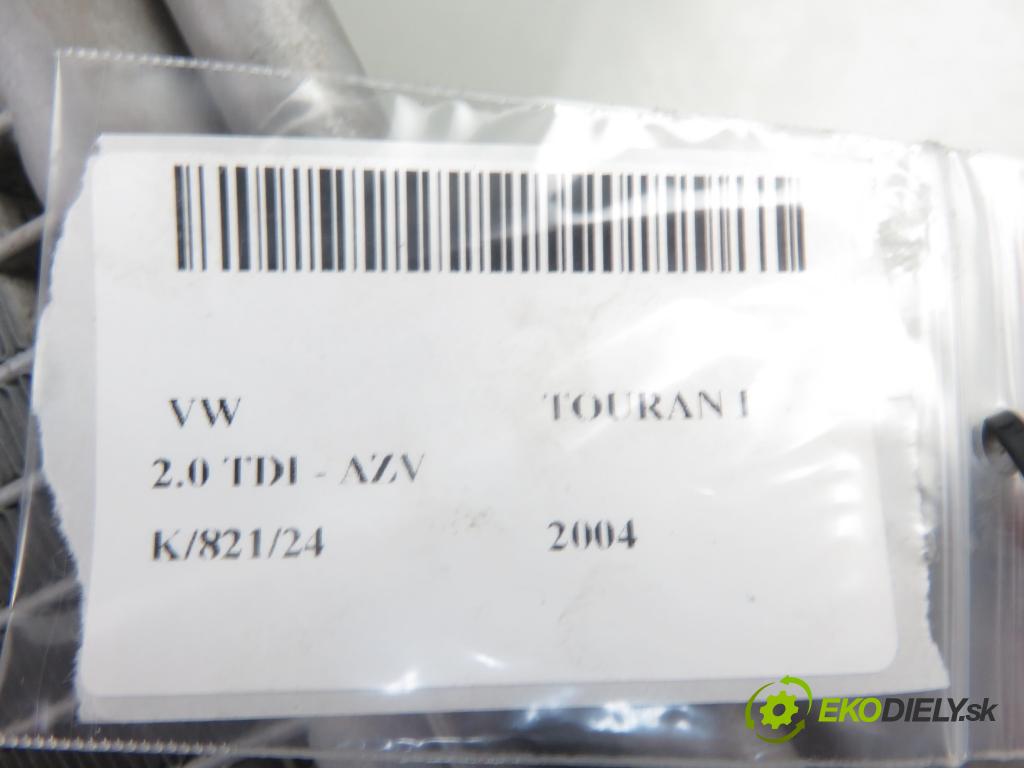 VW TOURAN I
2.0 TDI - AZV
K/821/24 2004
EKODIELY.sk